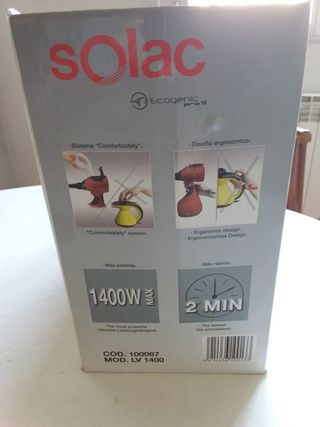 solac
Ecogenic
- Sistema "Comfortsafety".
- Diseño ergonómico.
- "Comfortsafety" system.
- Ergonomic design.
Ergonomisches Design.
- Más potente.
- Más rápido.
1400W MAX
2 MIN
- The most powerful.
- The fastest.
COD. 100067
MOD. LV 1400